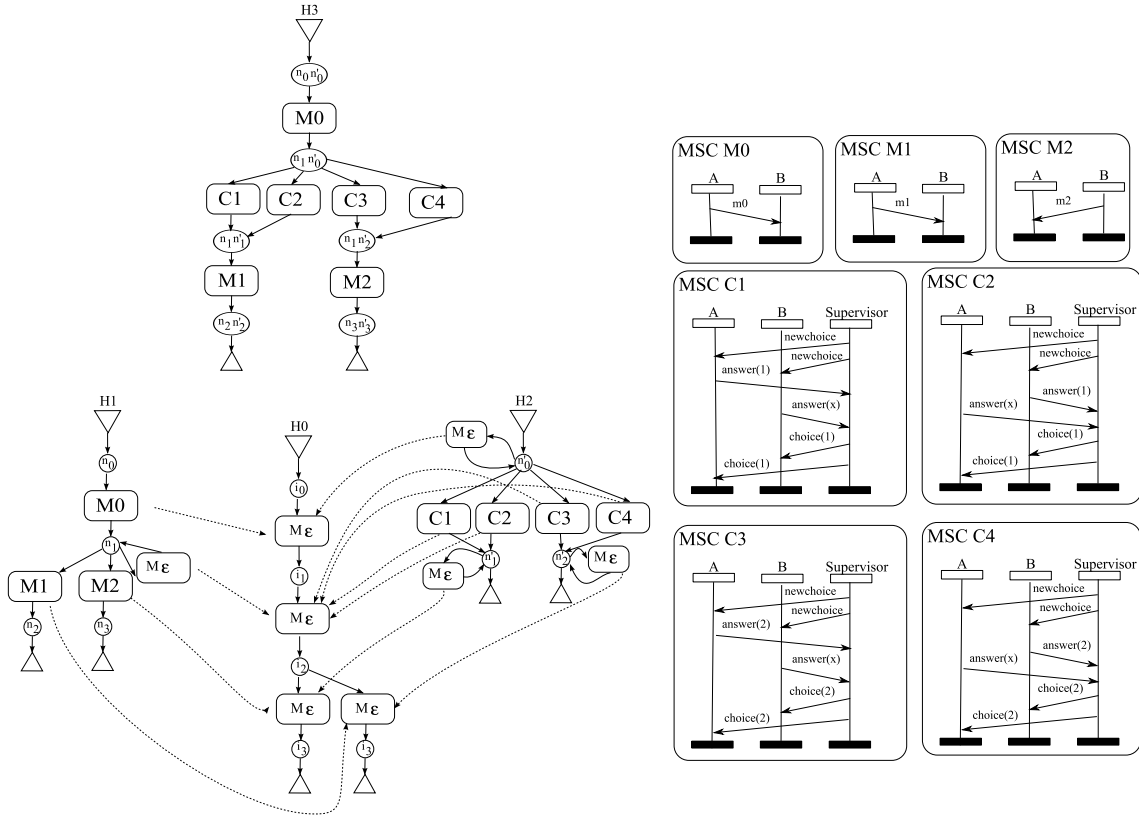 H3
n0 n'0
M0
n1 n'0
C1 C2 C3 C4
n1 n'1 n1 n'2
M1 M2
n2 n'2 n3 n'3
H1
n0
M0
n1
Mε
M1 M2
n2 n3
H0
i0
Mε
i1
Mε
i2
Mε Mε
i3 i3
H2
Mε
n'0
C1 C2 C3 C4
n'1 n'2
Mε Mε
MSC M0
A B
m0
MSC M1
A B
m1
MSC M2
A B
m2
MSC C1
A B Supervisor
newchoice
newchoice
answer(1)
answer(x)
choice(1)
choice(1)
MSC C2
A B Supervisor
newchoice
newchoice
answer(1)
answer(x)
choice(1)
choice(1)
MSC C3
A B Supervisor
newchoice
newchoice
answer(2)
answer(x)
choice(2)
choice(2)
MSC C4
A B Supervisor
newchoice
newchoice
answer(2)
answer(x)
choice(2)
choice(2)